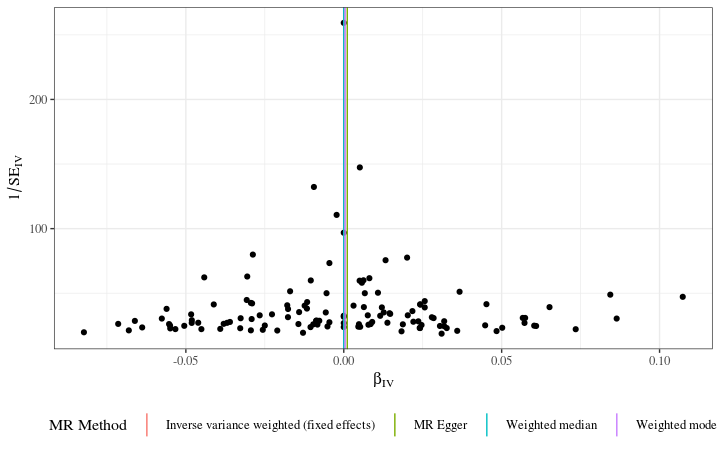 200
100
1/SE_IV
-0.05 0.00 0.05 0.10
β_IV
MR Method Inverse variance weighted (fixed effects) MR Egger Weighted median Weighted mode